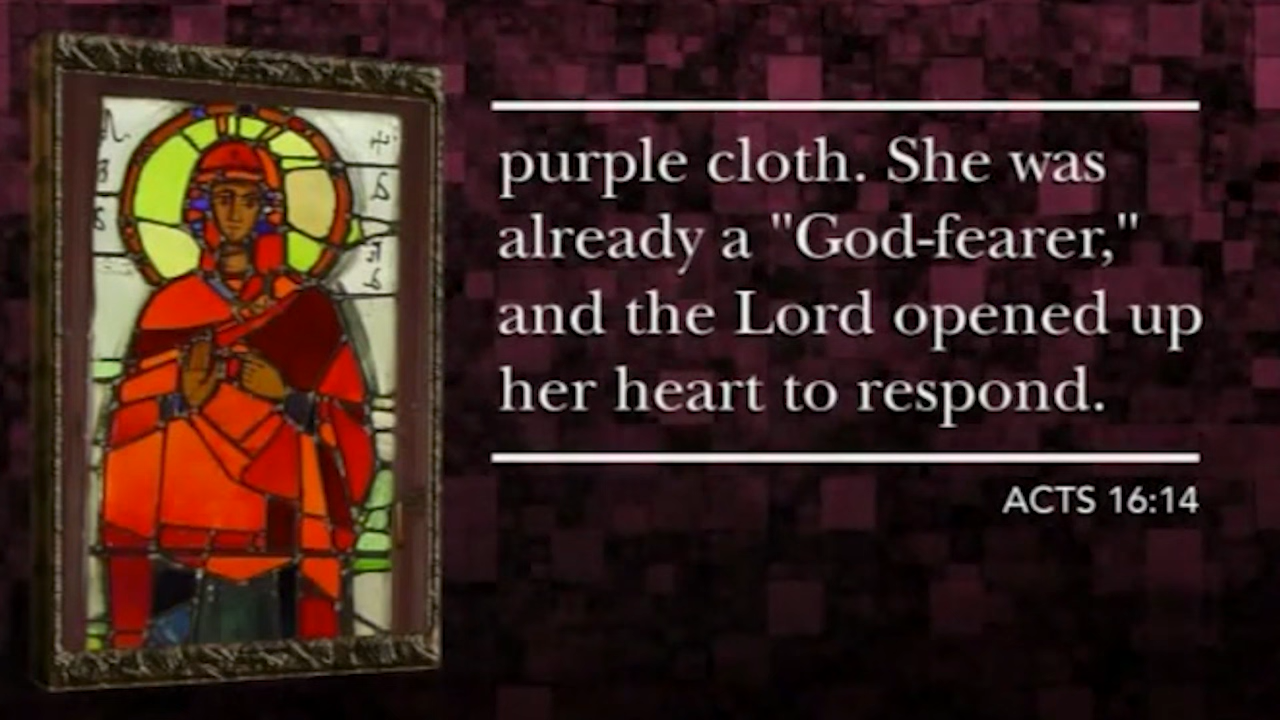 purple cloth. She was
already a "God-fearer,"
and the Lord opened up
her heart to respond.
ACTS 16:14